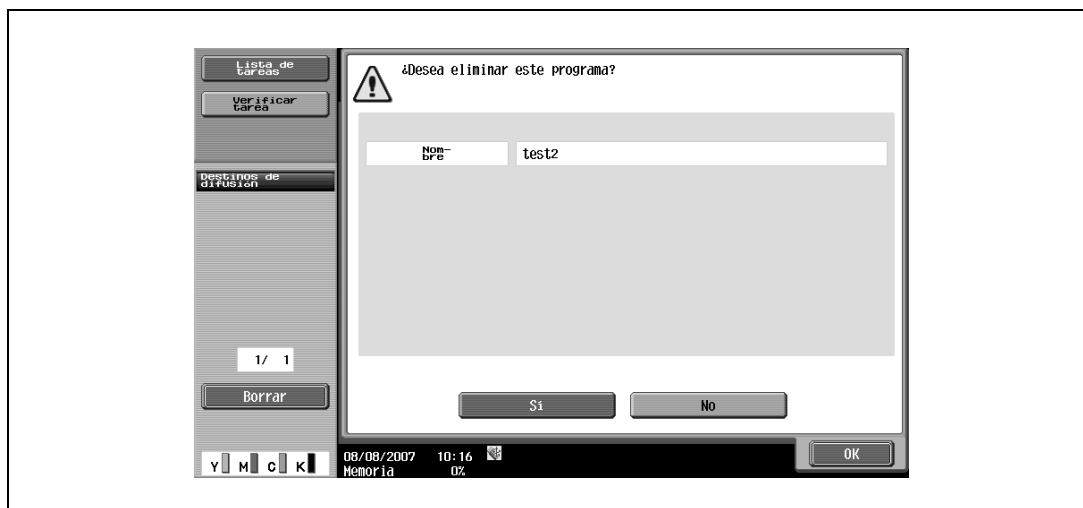 Lista de
tareas
Verificar
tarea
Destinos de
difusión
1/ 1
Borrar
Y M C K
¿Desea eliminar este programa?
Nom-
bre
test2
Sí
No
08/08/2007 10:16
Memoria 0%
OK